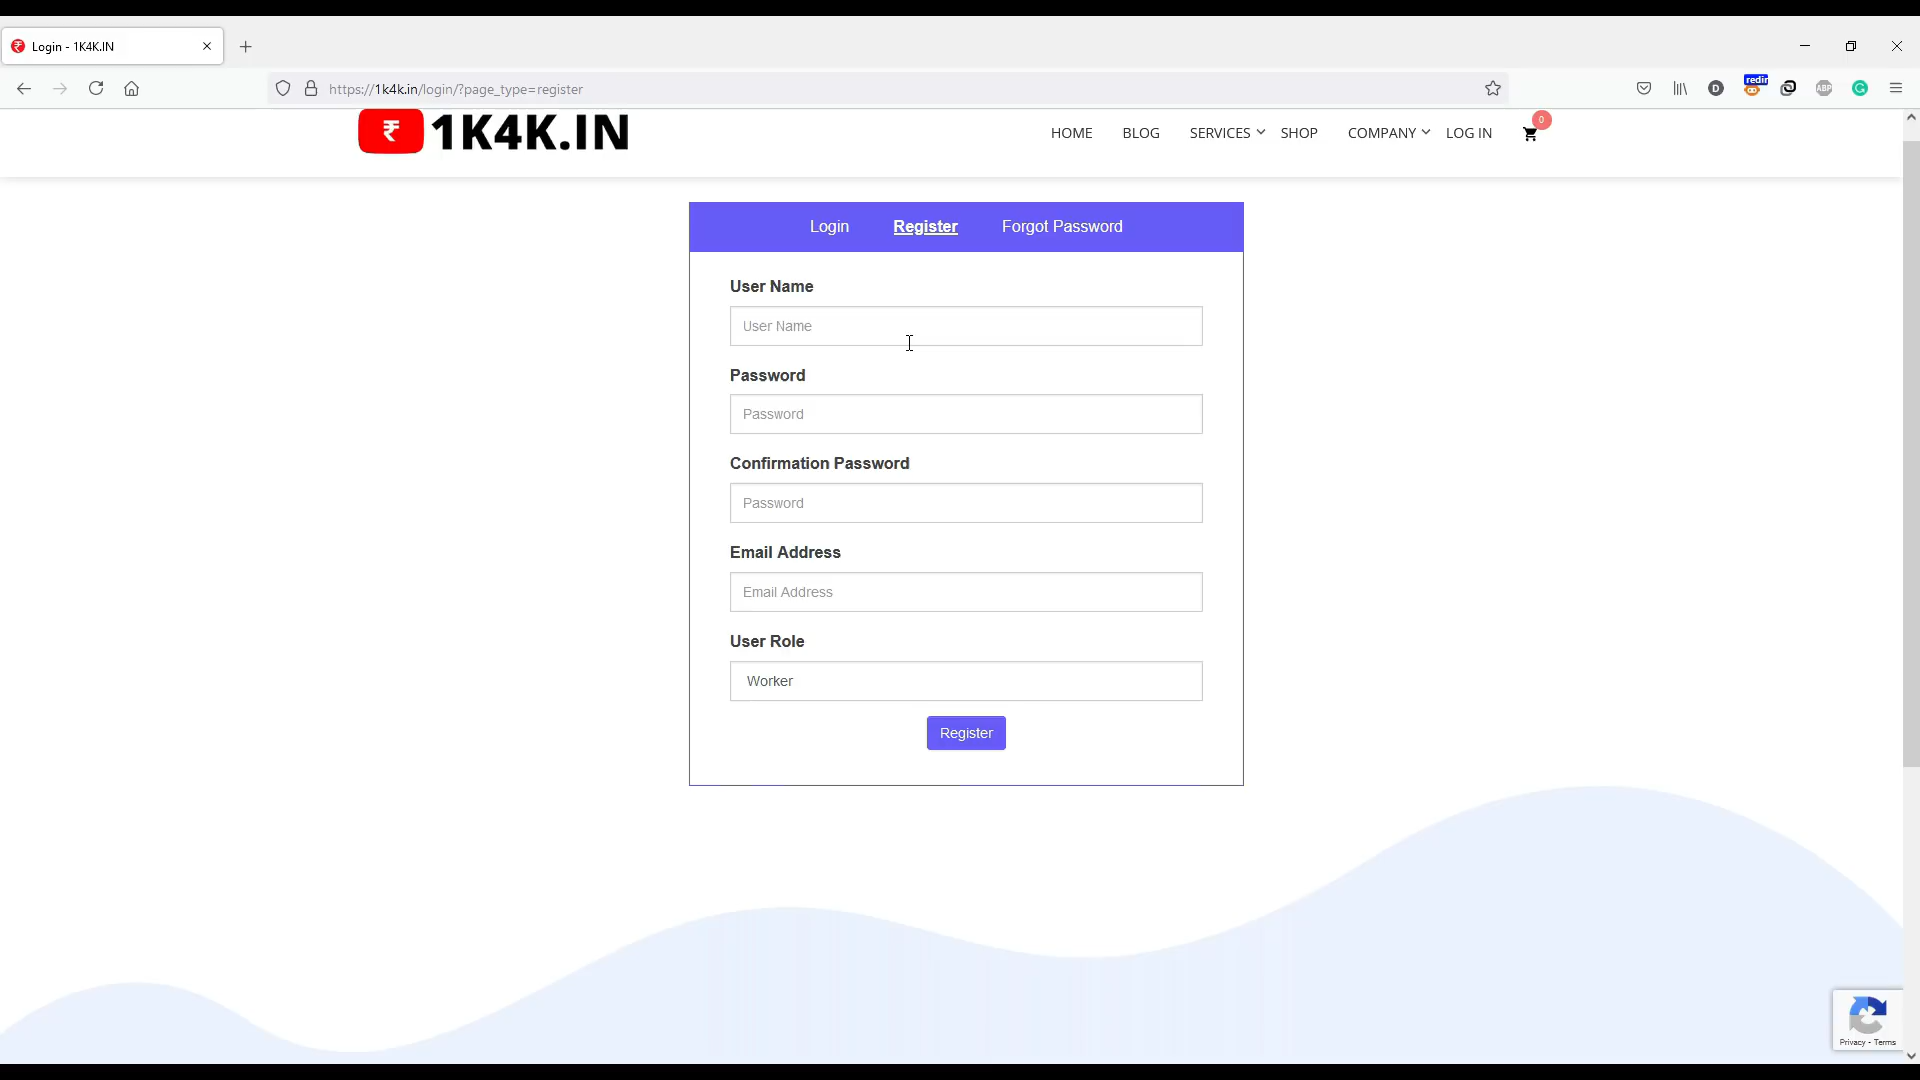 Login - 1K4K.IN
https://1k4k.in/login/?page_type=register
D
redir
ABP
G
₹ 1K4K.IN
HOME BLOG SERVICES SHOP COMPANY LOG IN 0
Login Register Forgot Password
User Name
User Name
Password
Password
Confirmation Password
Password
Email Address
Email Address
User Role
Worker
Register
Privacy - Terms